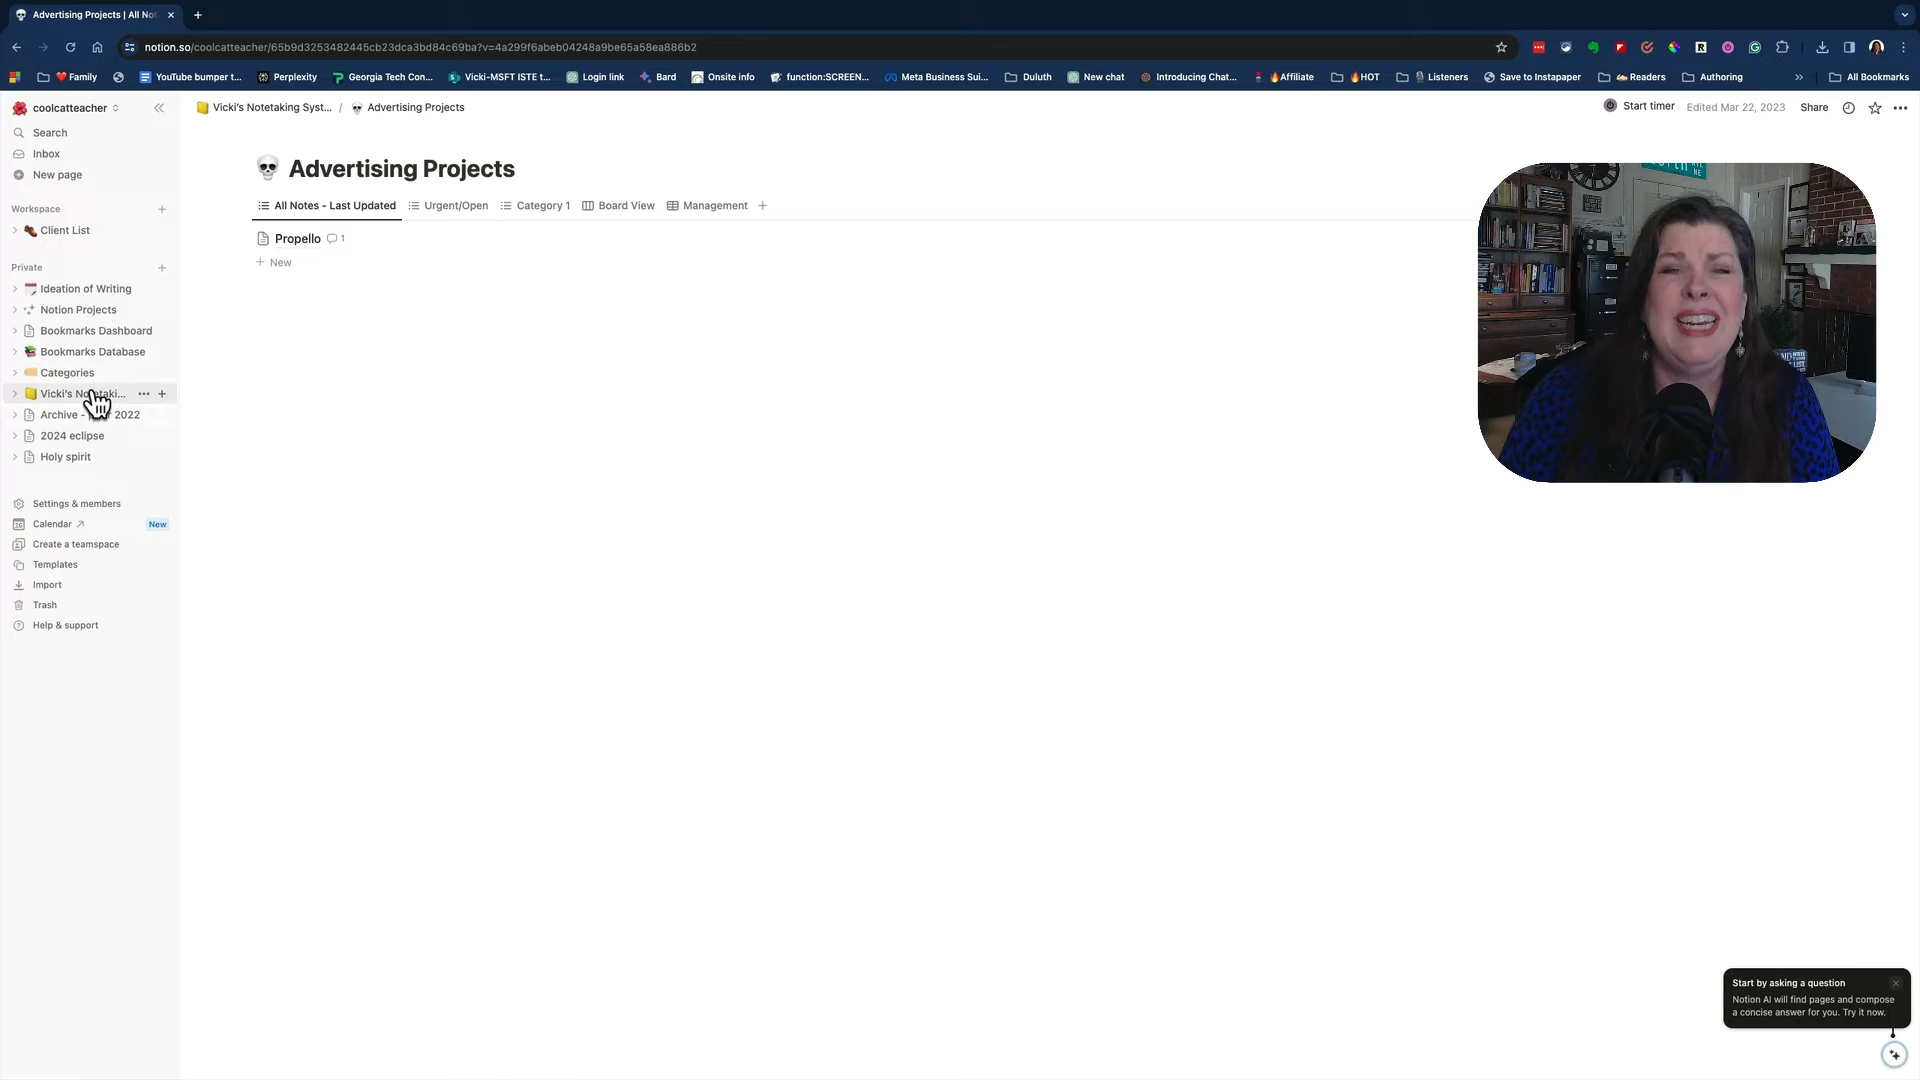 Advertising Projects | All No
notion.so/coolcatteacher/65b9d3253482445cb23dca3bd84c69ba?v=4a299f6abeb04248a9be65a58ea886b2
Family YouTube bumper t... Perplexity Georgia Tech Con... Vicki-MSFT ISTE t... Login link Bard Onsite info function:SCREEN... Meta Business Sui... Duluth New chat Introducing Chat... Affiliate HOT Listeners Save to Instapaper Readers Authoring » All Bookmarks
coolcatteacher
Vicki's Notetaking Syst... / Advertising Projects
Start timer Edited Mar 22, 2023 Share
Search
Inbox
New page
Workspace
Client List
Private
Ideation of Writing
Notion Projects
Bookmarks Dashboard
Bookmarks Database
Categories
Vicki's
Archive - 2022
2024 eclipse
Holy spirit
Settings & members
Calendar ↗ New
Create a teamspace
Templates
Import
Trash
Help & support
Advertising Projects
All Notes - Last Updated Urgent/Open Category 1 Board View Management
Propello 1
+ New
NE
Start by asking a question
Notion AI will find pages and compose
a concise answer for you. Try it now.